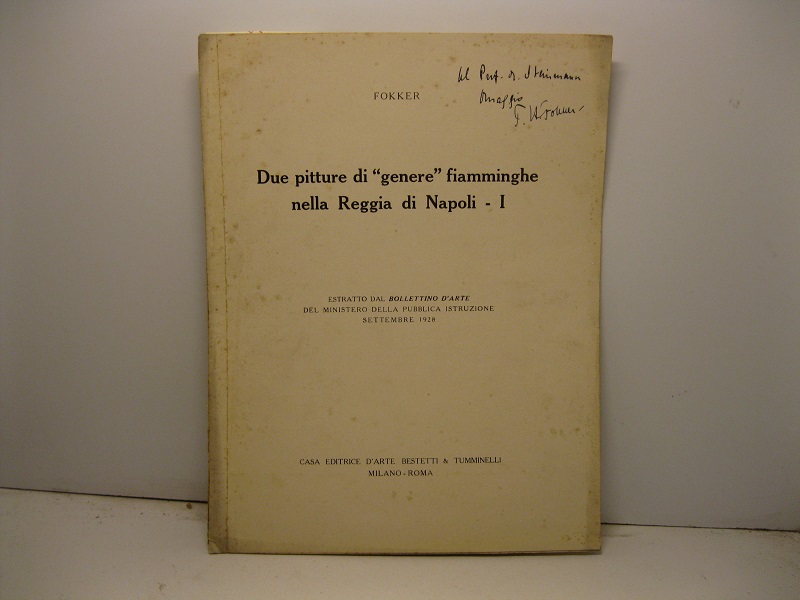 Al Prof. Dr. Steinmann
Omaggio
T. H. Fokker
FOKKER
Due pitture di “genere” fiamminghe
nella Reggia di Napoli - I
ESTRATTO DAL BOLLETTINO D'ARTE
DEL MINISTERO DELLA PUBBLICA ISTRUZIONE
SETTEMBRE 1928
CASA EDITRICE D'ARTE BESTETTI & TUMMINELLI
MILANO - ROMA